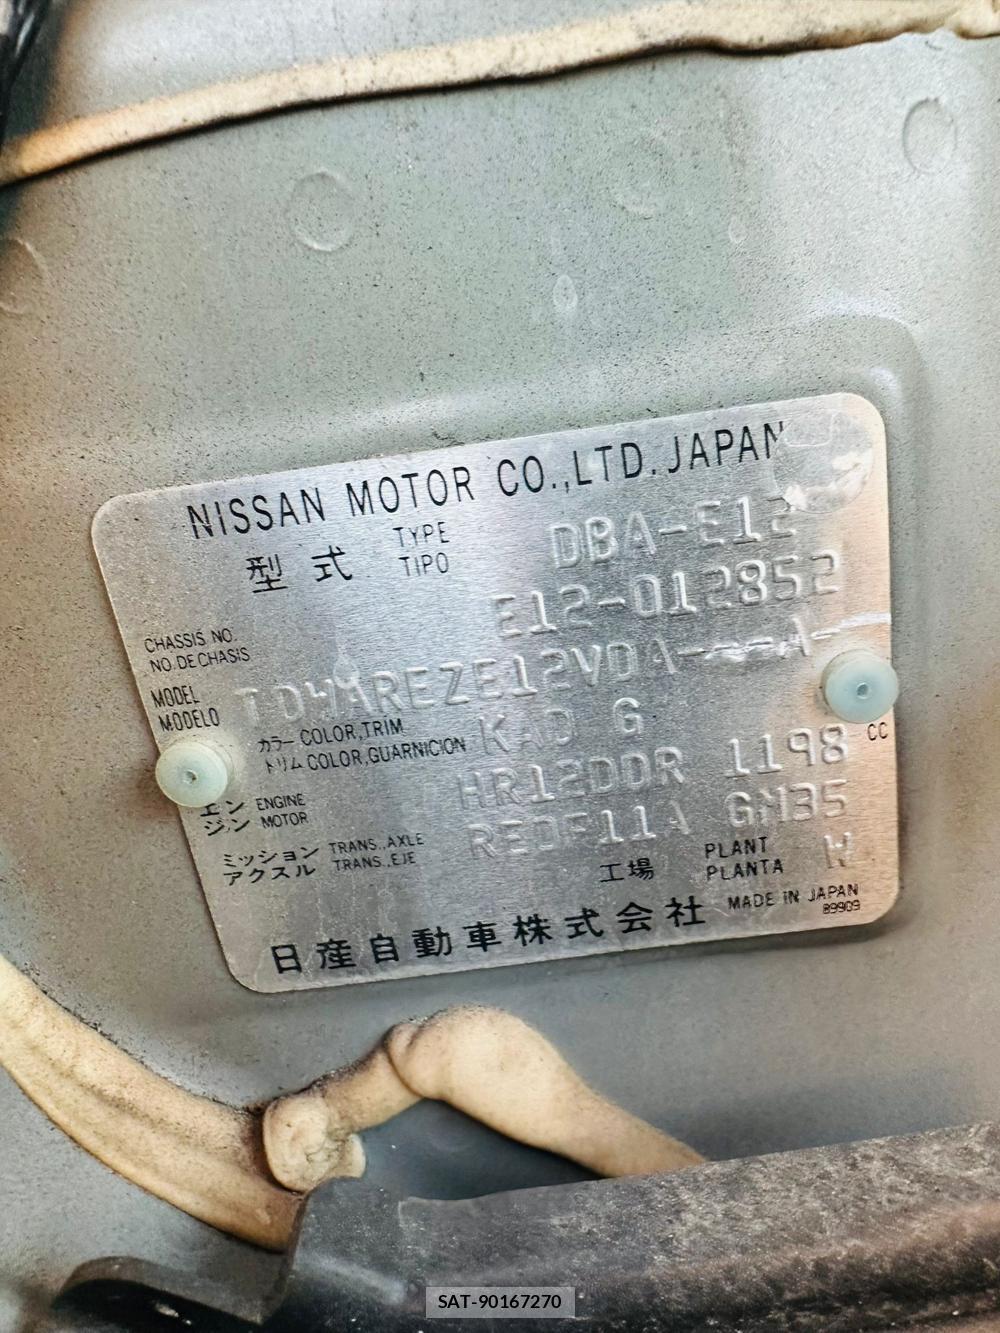 NISSAN MOTOR CO.,LTD. JAPAN
型式 TYPE TIPO DBA-E12
CHASSIS NO. NO.DE CHASIS E12-012852
MODEL MODELO TDMAREZE12VDA---A-
カラー COLOR,TRIM トリム COLOR,GUARNICION KAD G
エンジン ENGINE MOTOR HR12DDR 1198 CC
ミッション アクスル TRANS.,AXLE TRANS.,EJE RE0F11A GM35
工場 PLANT PLANTA W
日産自動車株式会社 MADE IN JAPAN
89909
SAT-90167270